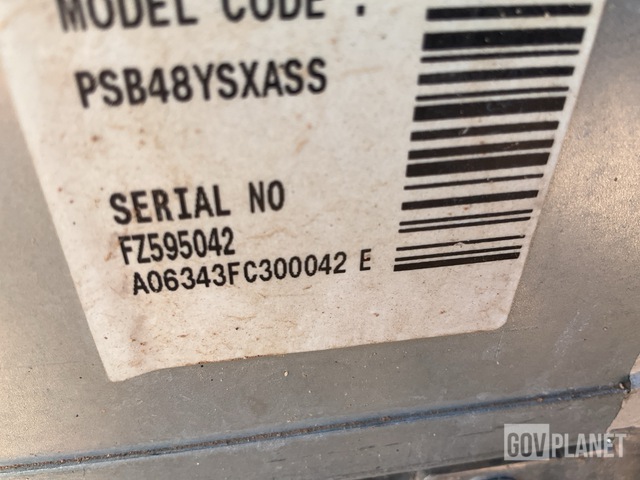 MODEL CODE :
PSB48YSXASS
SERIAL NO
FZ595042
A06343FC300042 E
GOVPLANET